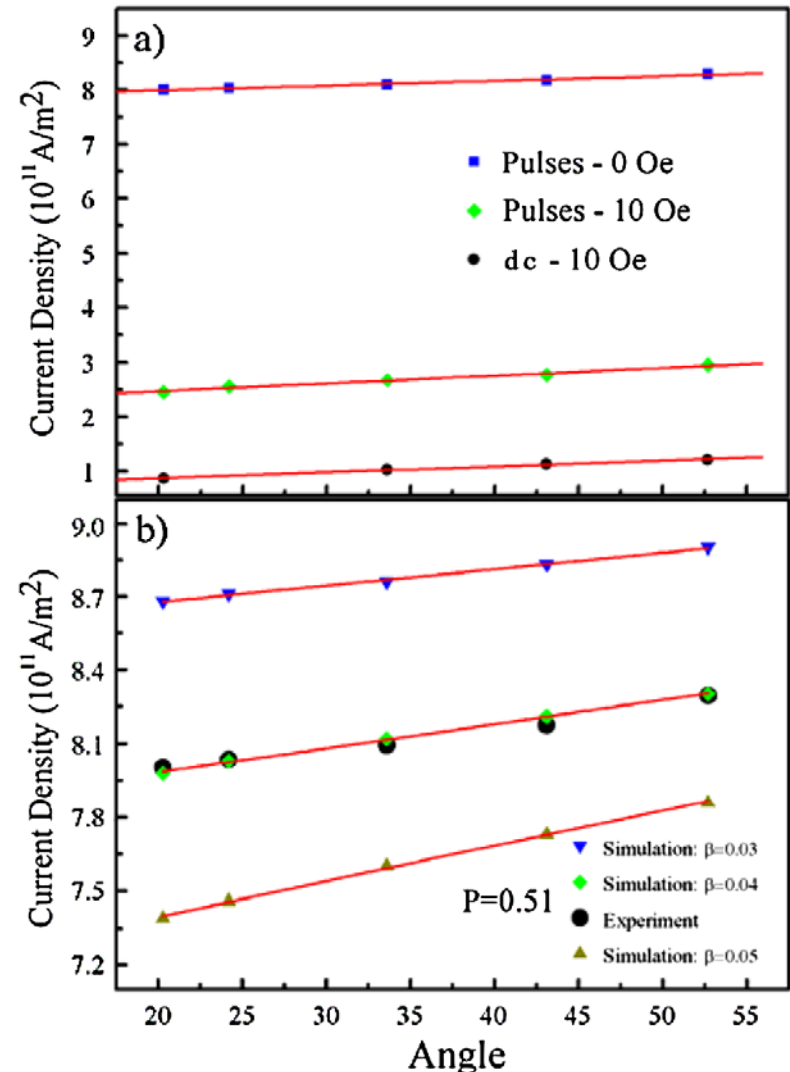 a)
9
8
7
6
5
4
3
2
1
Current Density (10¹¹ A/m²)
Pulses - 0 Oe
Pulses - 10 Oe
dc - 10 Oe
b)
9.0
8.7
8.4
8.1
7.8
7.5
7.2
Current Density (10¹¹ A/m²)
P=0.51
Simulation: β=0.03
Simulation: β=0.04
Experiment
Simulation: β=0.05
20 25 30 35 40 45 50 55
Angle